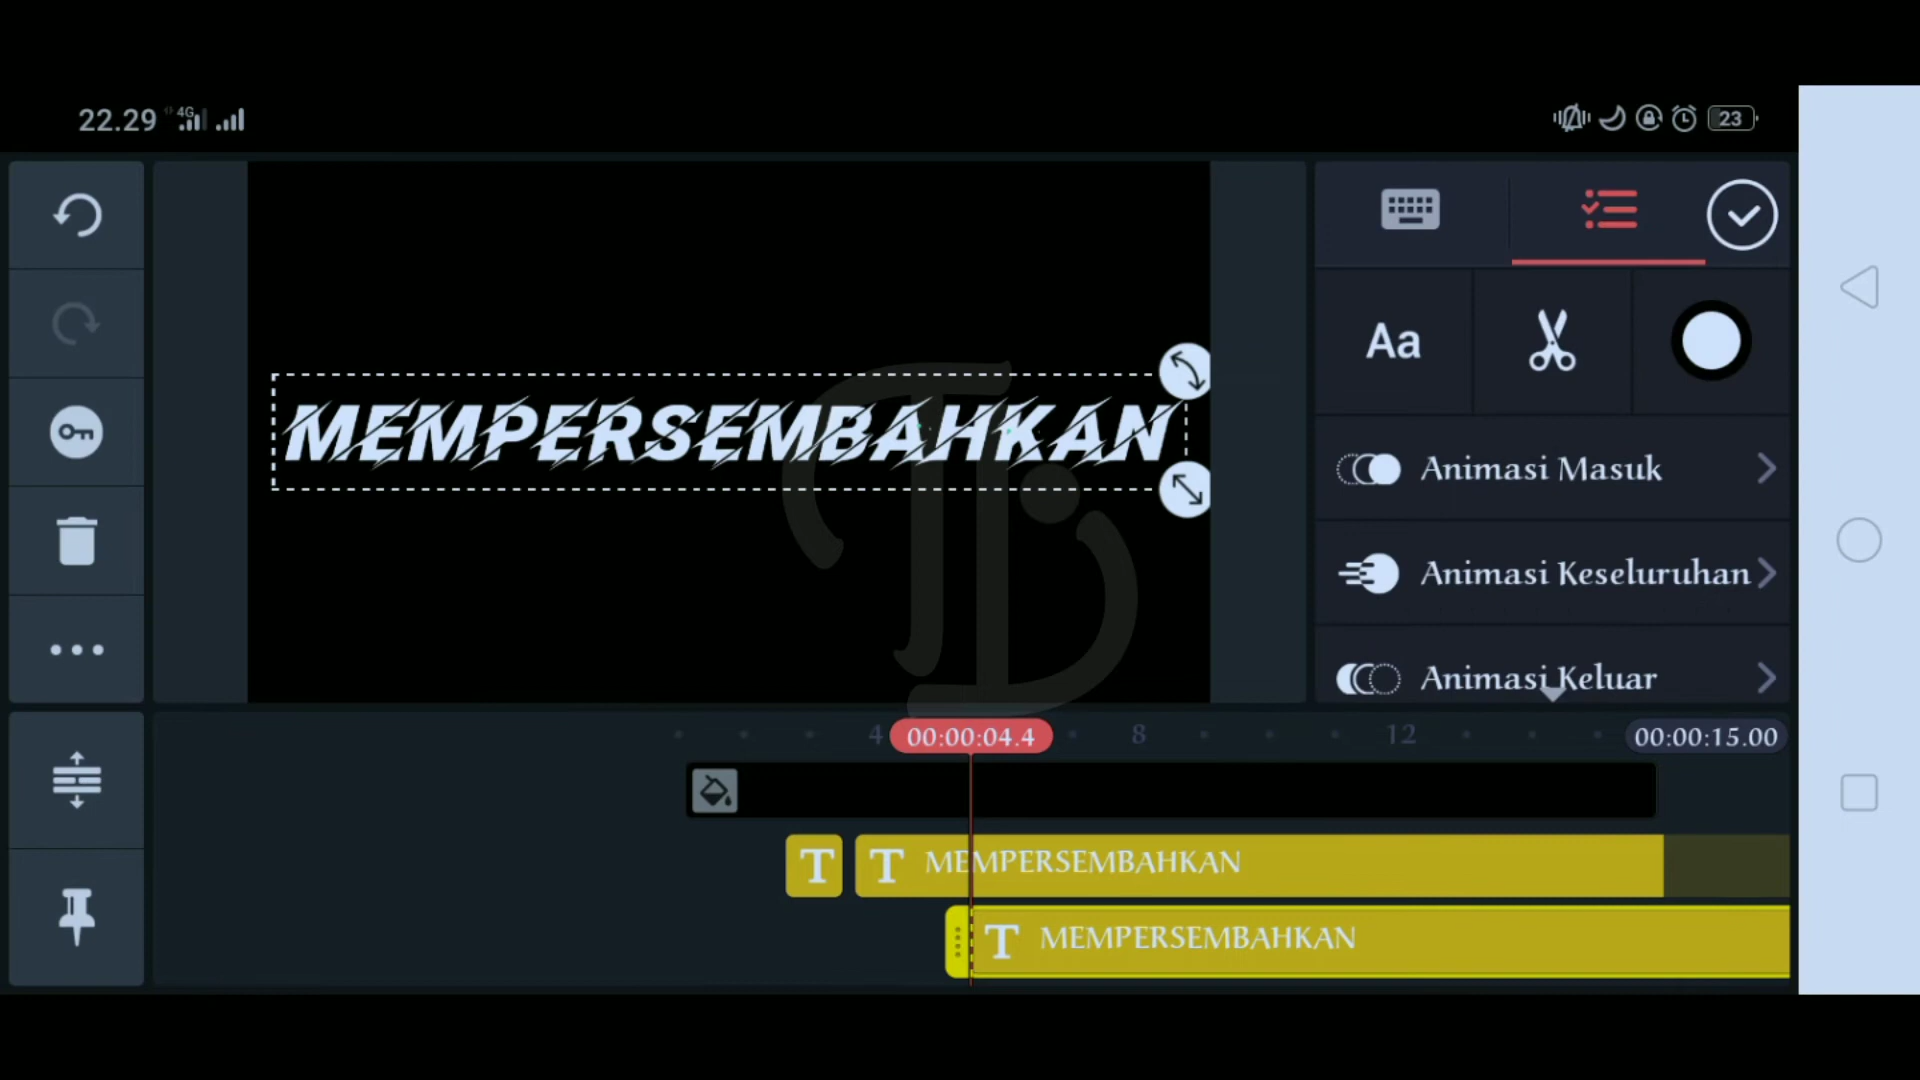 22.29 4G 23
Aa
MEMPERSEMBAHKAN
Animasi Masuk
Animasi Keseluruhan
Animasi Keluar
4 00:00:04.4 8 12 00:00:15.00
T T MEMPERSEMBAHKAN
T MEMPERSEMBAHKAN